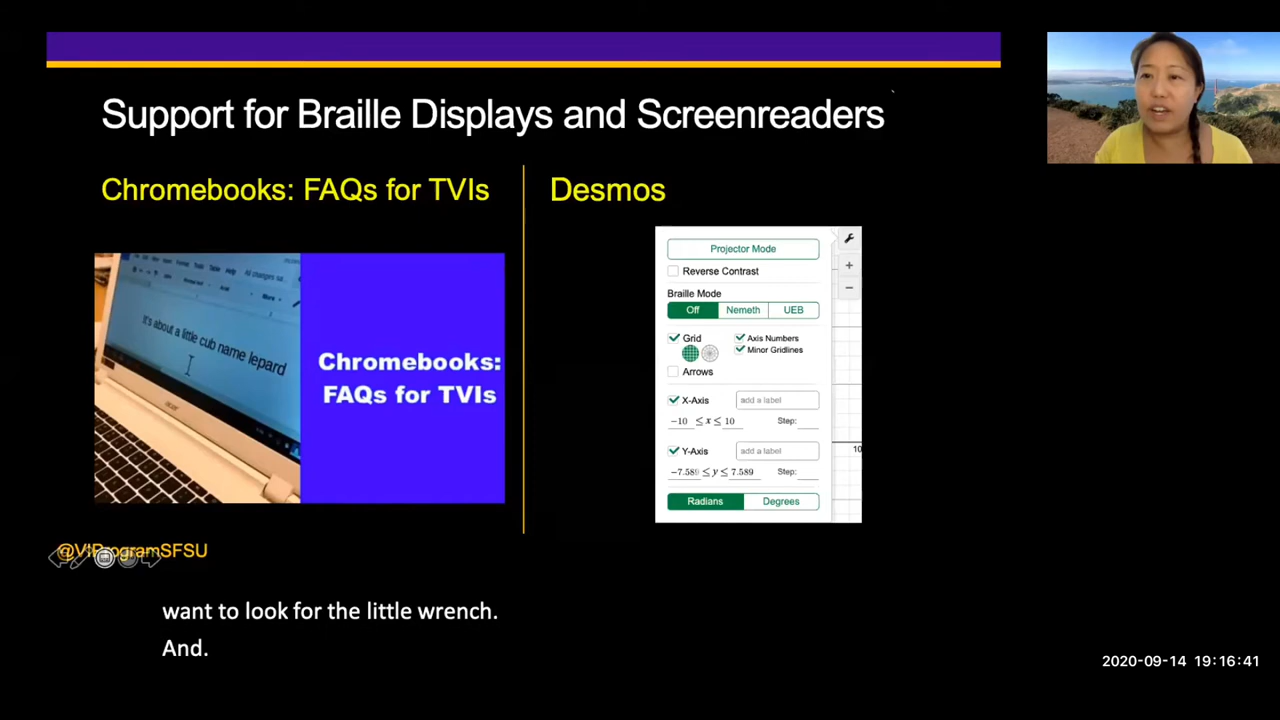 Support for Braille Displays and Screenreaders
Chromebooks: FAQs for TVIs
It's about a little cub name lepard
acer
Chromebooks:
FAQs for TVIs
Desmos
Projector Mode
Reverse Contrast
Braille Mode
Off Nemeth UEB
Grid
Axis Numbers
Minor Gridlines
Arrows
X-Axis add a label
−10 ≤ x ≤ 10 Step:
Y-Axis add a label
−7.589 ≤ y ≤ 7.589 Step:
Radians Degrees
10
@VIProgramSFSU
want to look for the little wrench.
And.
2020-09-14 19:16:41